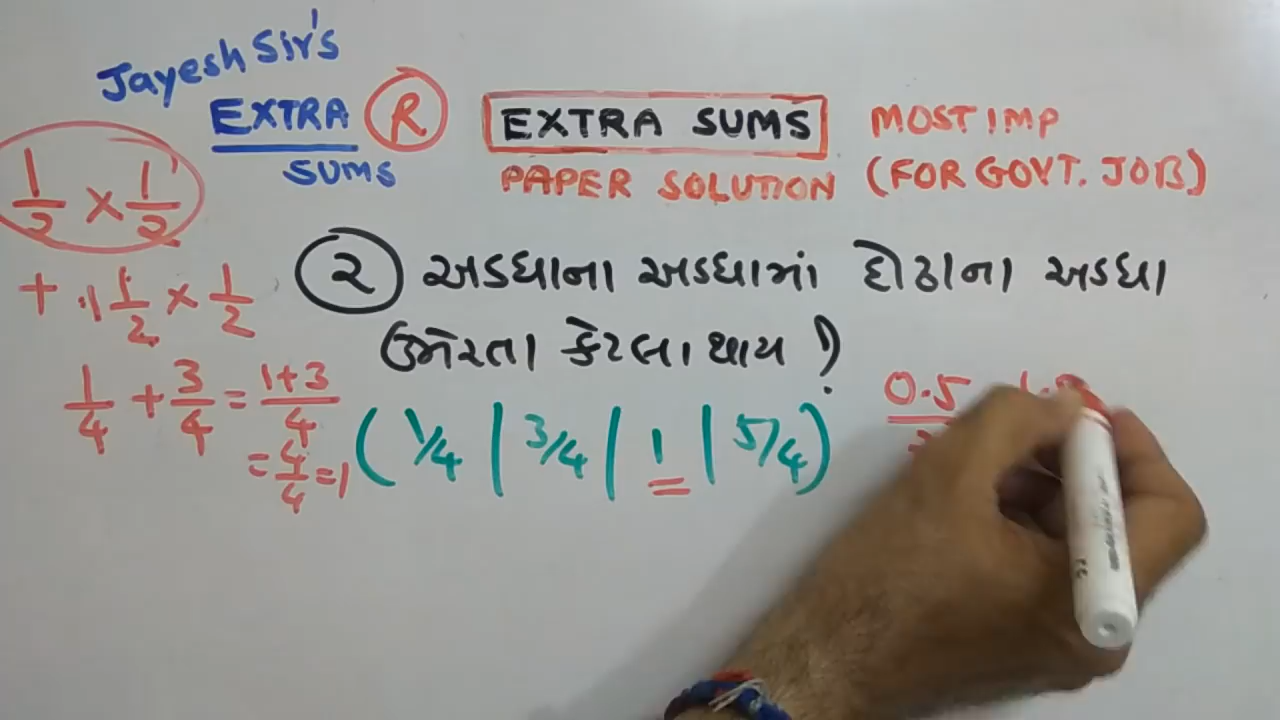 Jayesh Sir's
EXTRA R
SUMS
EXTRA SUMS
PAPER SOLUTION
MOST IMP
(FOR GOVT. JOB)
1/2 × 1/2
+ 1 1/2 × 1/2
1/4 + 3/4 = 1+3/4
= 4/4 = 1
૨ અડધાના અડધામાં દોઢાના અડધા
ઉમેરતા કેટલા થાય ?
(1/4 | 3/4 | 1 | 5/4)
0.5